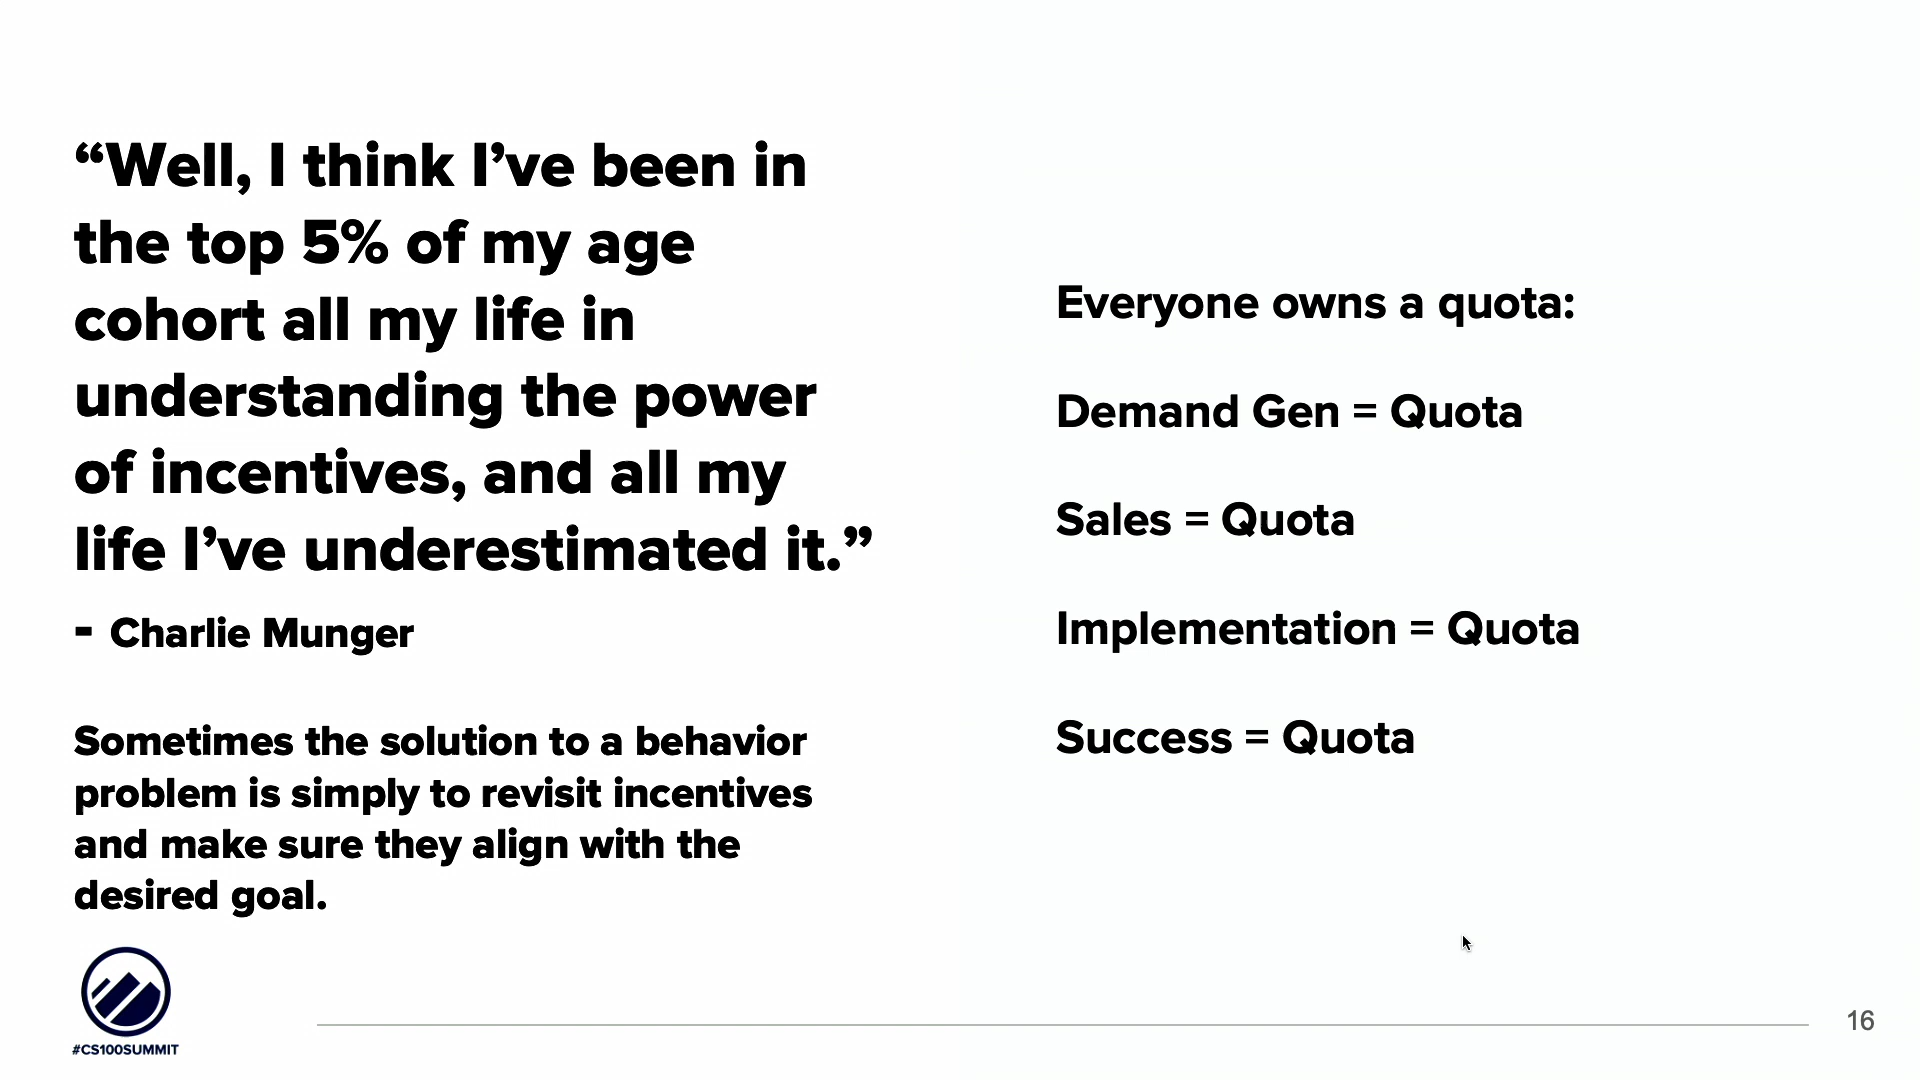 “Well, I think I’ve been in
the top 5% of my age
cohort all my life in
understanding the power
of incentives, and all my
life I’ve underestimated it.”
- Charlie Munger
Sometimes the solution to a behavior
problem is simply to revisit incentives
and make sure they align with the
desired goal.
#CS100SUMMIT
Everyone owns a quota:
Demand Gen = Quota
Sales = Quota
Implementation = Quota
Success = Quota
16